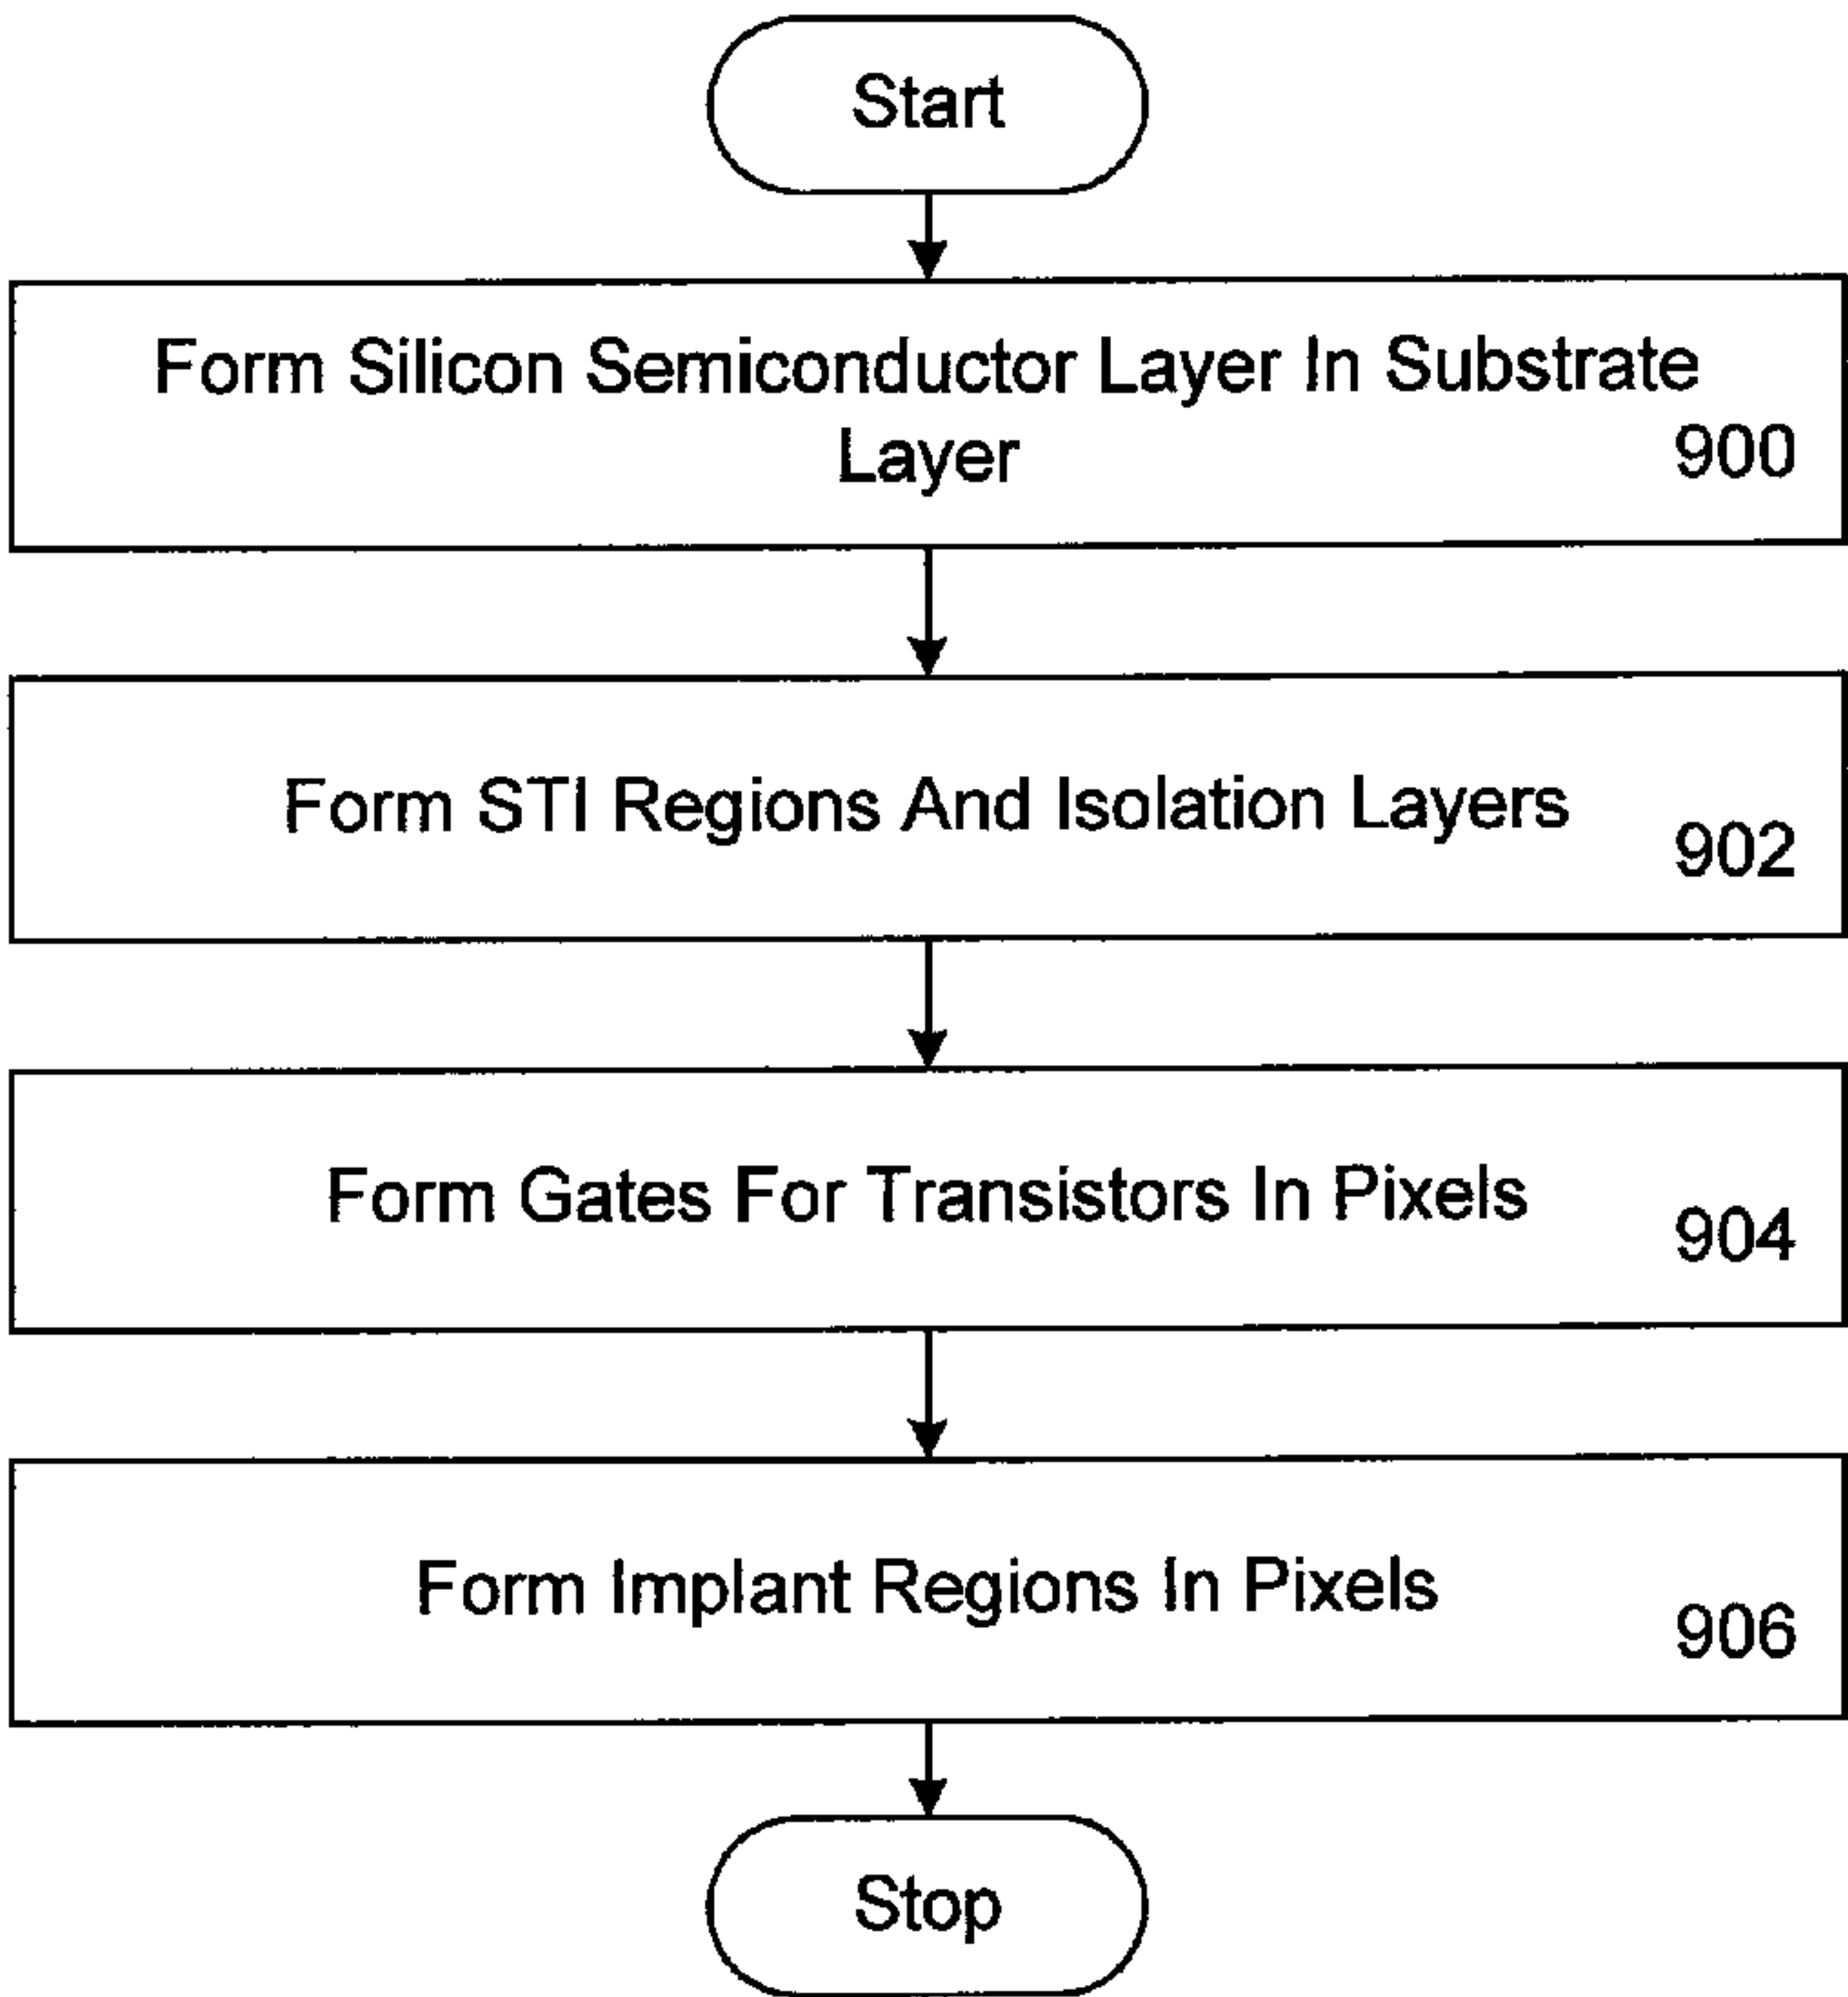 Start
Form Silicon Semiconductor Layer In Substrate
Layer
900
Form STI Regions And Isolation Layers
902
Form Gates For Transistors In Pixels
904
Form Implant Regions In Pixels
906
Stop